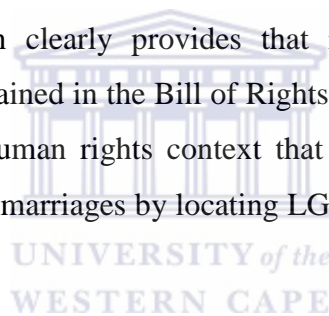 clearly provides that
ained in the Bill of Rights
uman rights context that
marriages by locating LG
UNIVERSITY of the
WESTERN CAPE